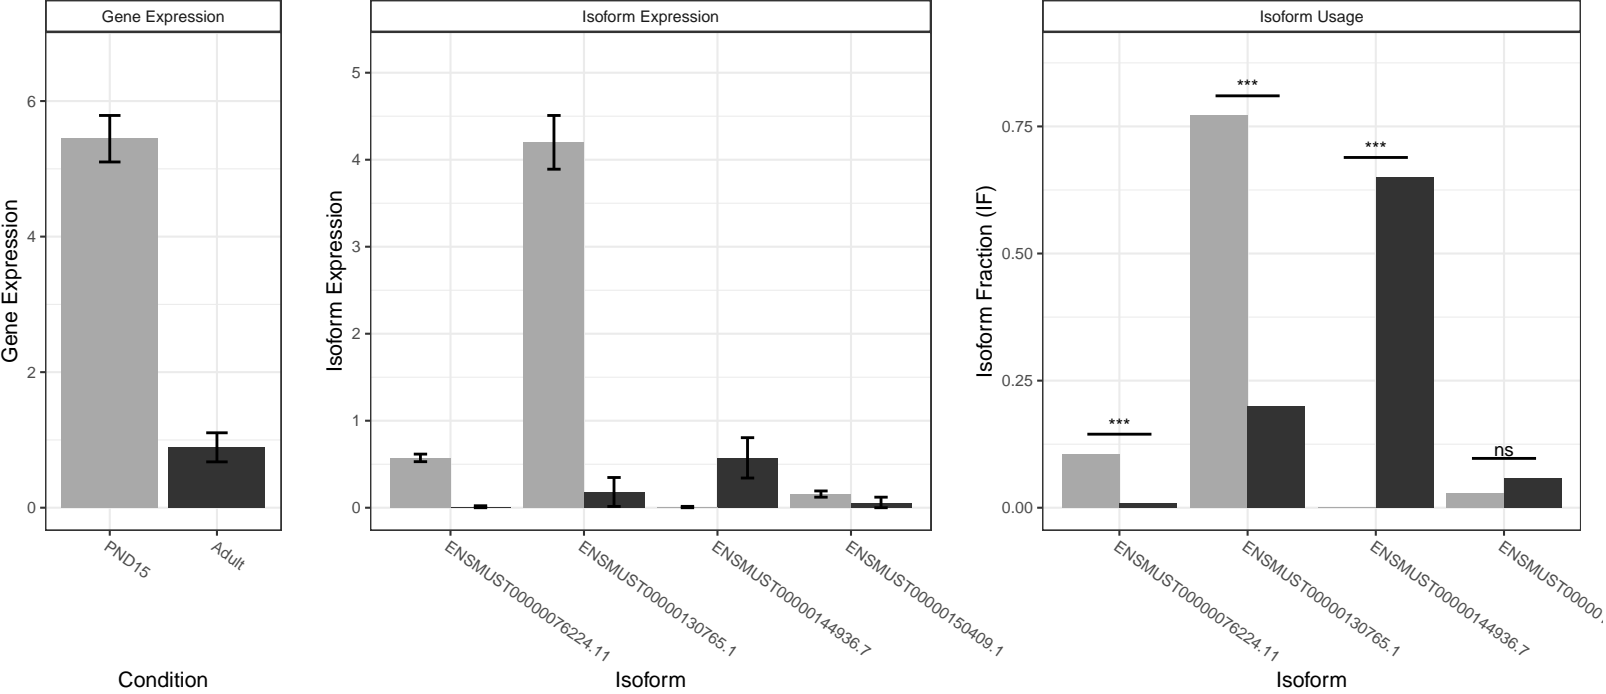 Gene Expression
Gene Expression
6
4
2
0
PND15
Adult
Condition
Isoform Expression
Isoform Expression
5
4
3
2
1
0
ENSMUST00000076224.11
ENSMUST00000130765.1
ENSMUST00000144936.7
ENSMUST00000150409.1
Isoform
Isoform Usage
Isoform Fraction (IF)
0.75
0.50
0.25
0.00
***
***
***
ns
ENSMUST00000076224.11
ENSMUST00000130765.1
ENSMUST00000144936.7
ENSMUST00000
Isoform